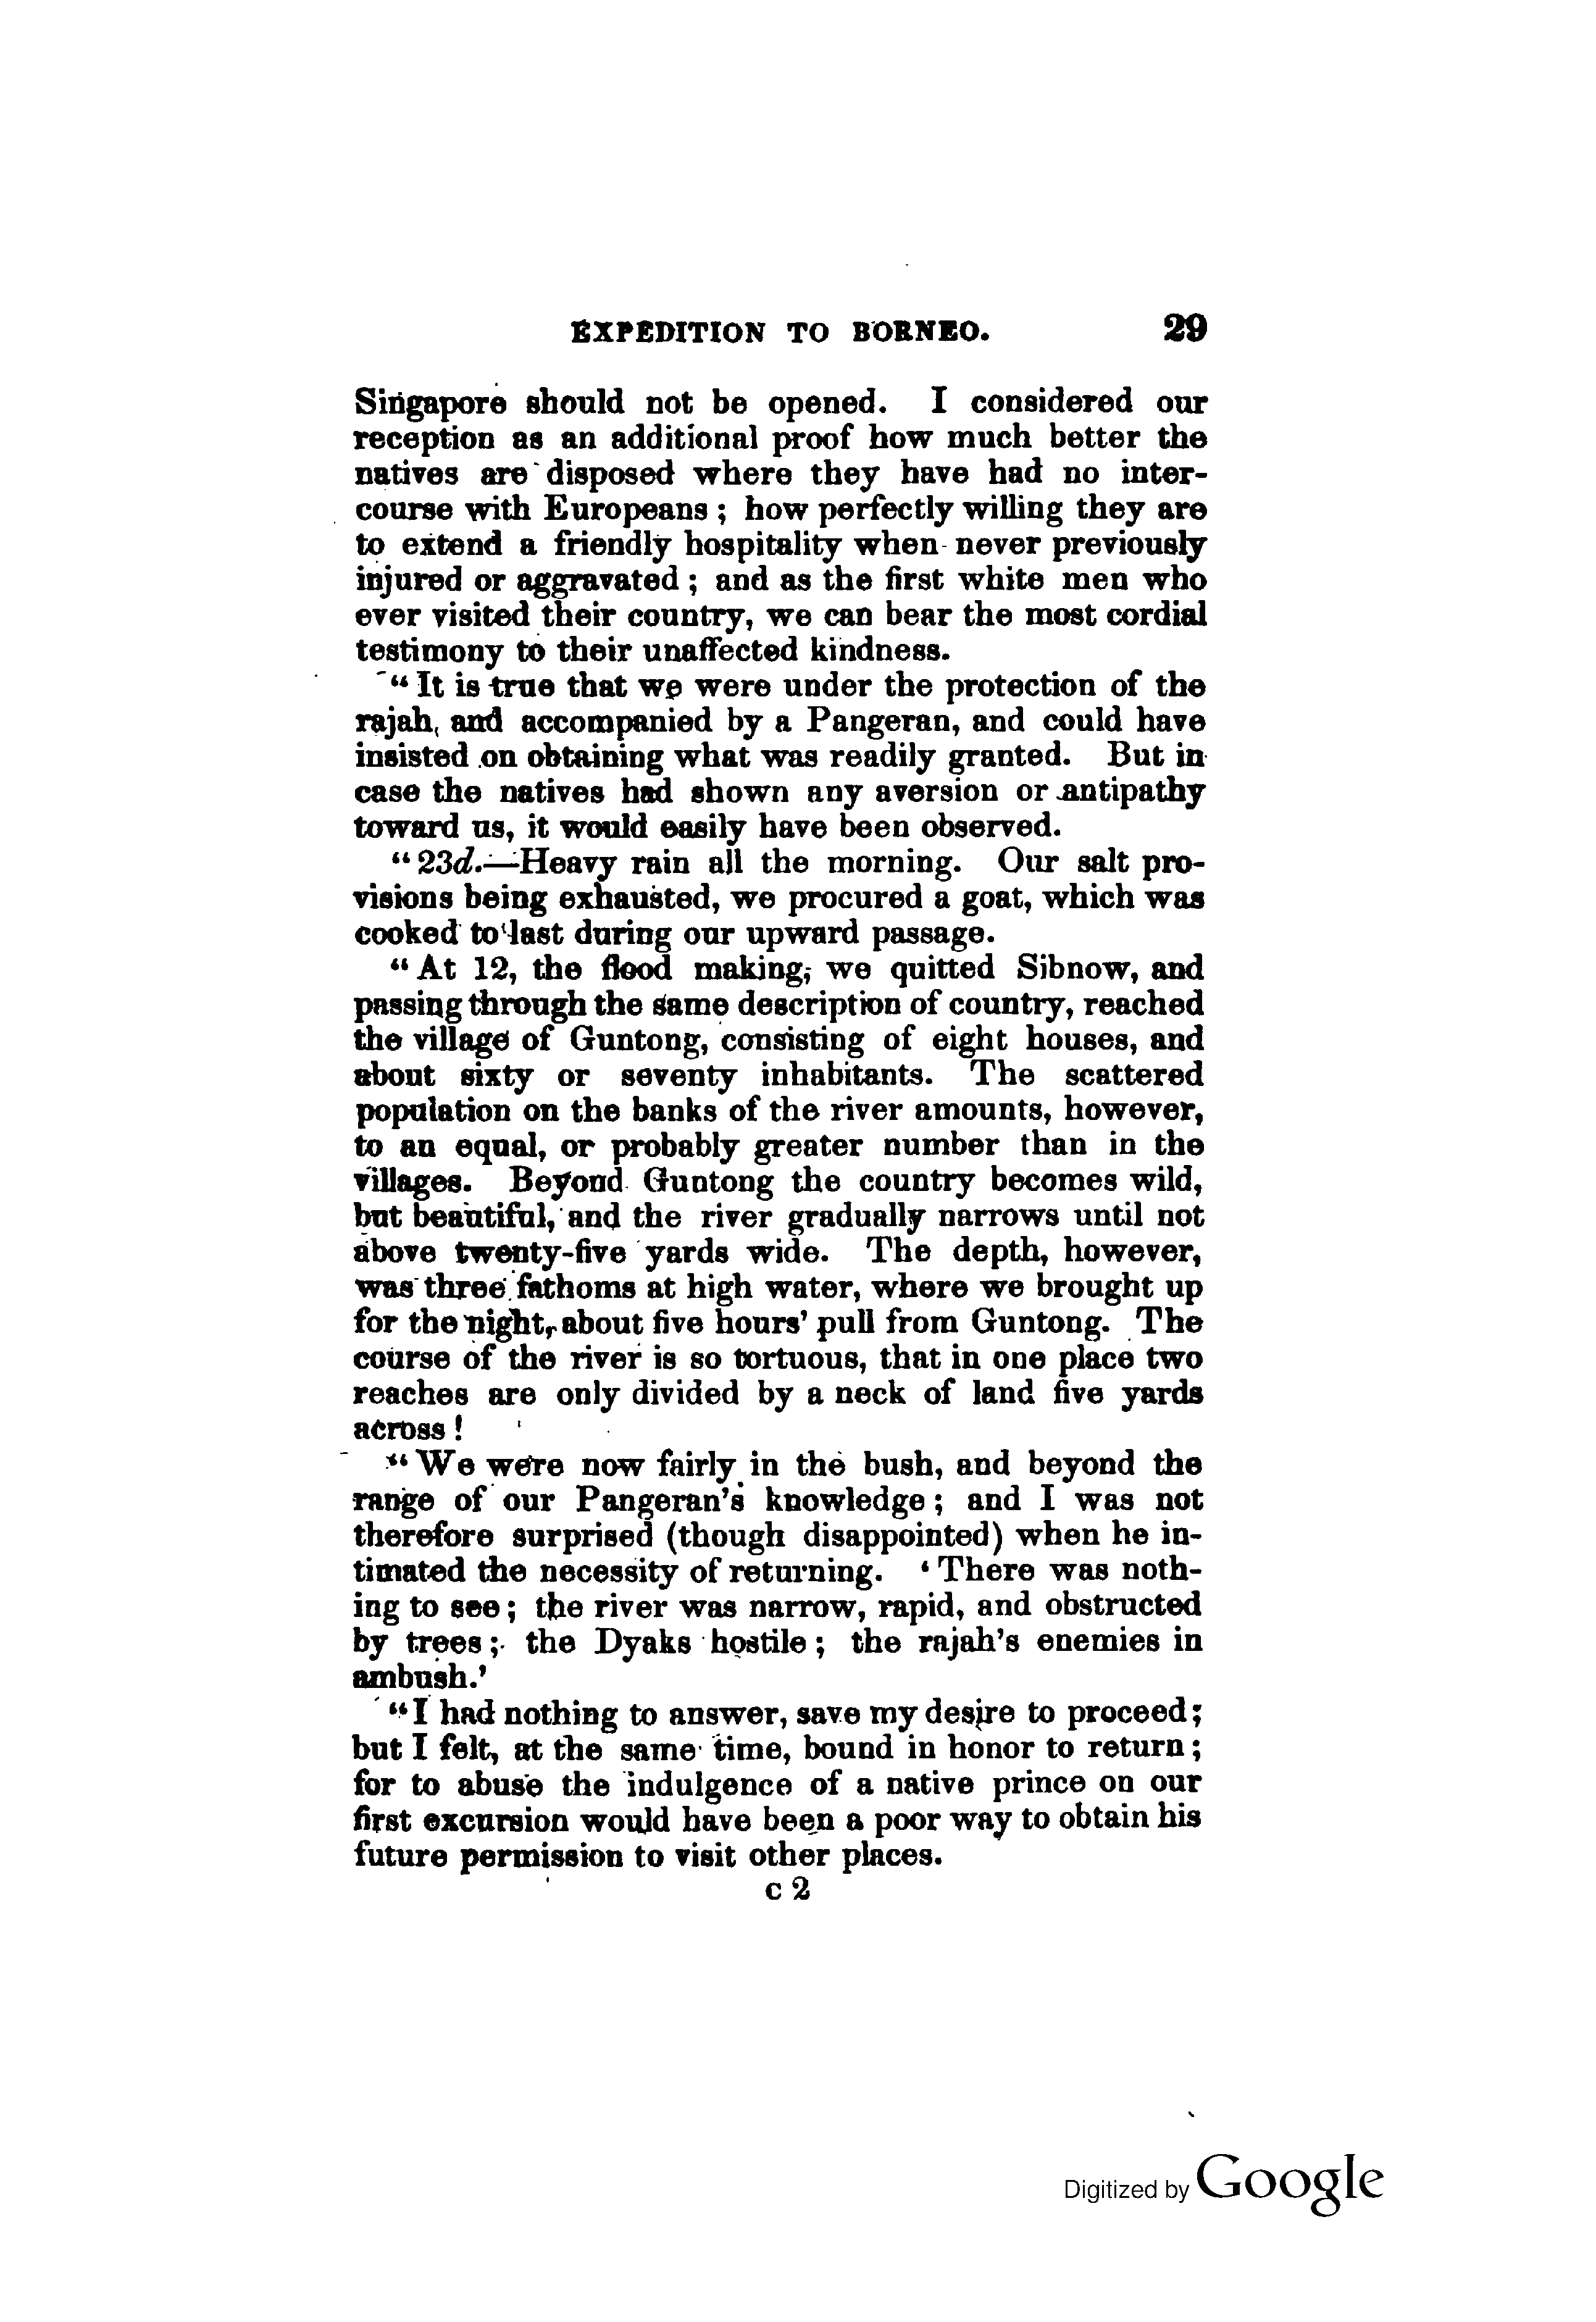 EXPEDITION TO BORNEO. 29
Singapore should not be opened. I considered our
reception as an additional proof how much better the
natives are disposed where they have had no inter-
course with Europeans; how perfectly willing they are
to extend a friendly hospitality when never previously
injured or aggravated; and as the first white men who
ever visited their country, we can bear the most cordial
testimony to their unaffected kindness.
"It is true that we were under the protection of the
rajah, and accompanied by a Pangeran, and could have
insisted on obtaining what was readily granted. But in
case the natives had shown any aversion or antipathy
toward us, it would easily have been observed.
"23d.—Heavy rain all the morning. Our salt pro-
visions being exhausted, we procured a goat, which was
cooked to last during our upward passage.
"At 12, the flood making, we quitted Sibnow, and
passing through the same description of country, reached
the village of Guntong, consisting of eight houses, and
about sixty or seventy inhabitants. The scattered
population on the banks of the river amounts, however,
to an equal, or probably greater number than in the
villages. Beyond Guntong the country becomes wild,
but beautiful, and the river gradually narrows until not
above twenty-five yards wide. The depth, however,
was three fathoms at high water, where we brought up
for the night, about five hours' pull from Guntong. The
course of the river is so tortuous, that in one place two
reaches are only divided by a neck of land five yards
across!
"We were now fairly in the bush, and beyond the
range of our Pangeran's knowledge; and I was not
therefore surprised (though disappointed) when he in-
timated the necessity of returning. 'There was noth-
ing to see; the river was narrow, rapid, and obstructed
by trees; the Dyaks hostile; the rajah's enemies in
ambush.'
"I had nothing to answer, save my desire to proceed;
but I felt, at the same time, bound in honor to return;
for to abuse the indulgence of a native prince on our
first excursion would have been a poor way to obtain his
future permission to visit other places.
C 2
Digitized by Google